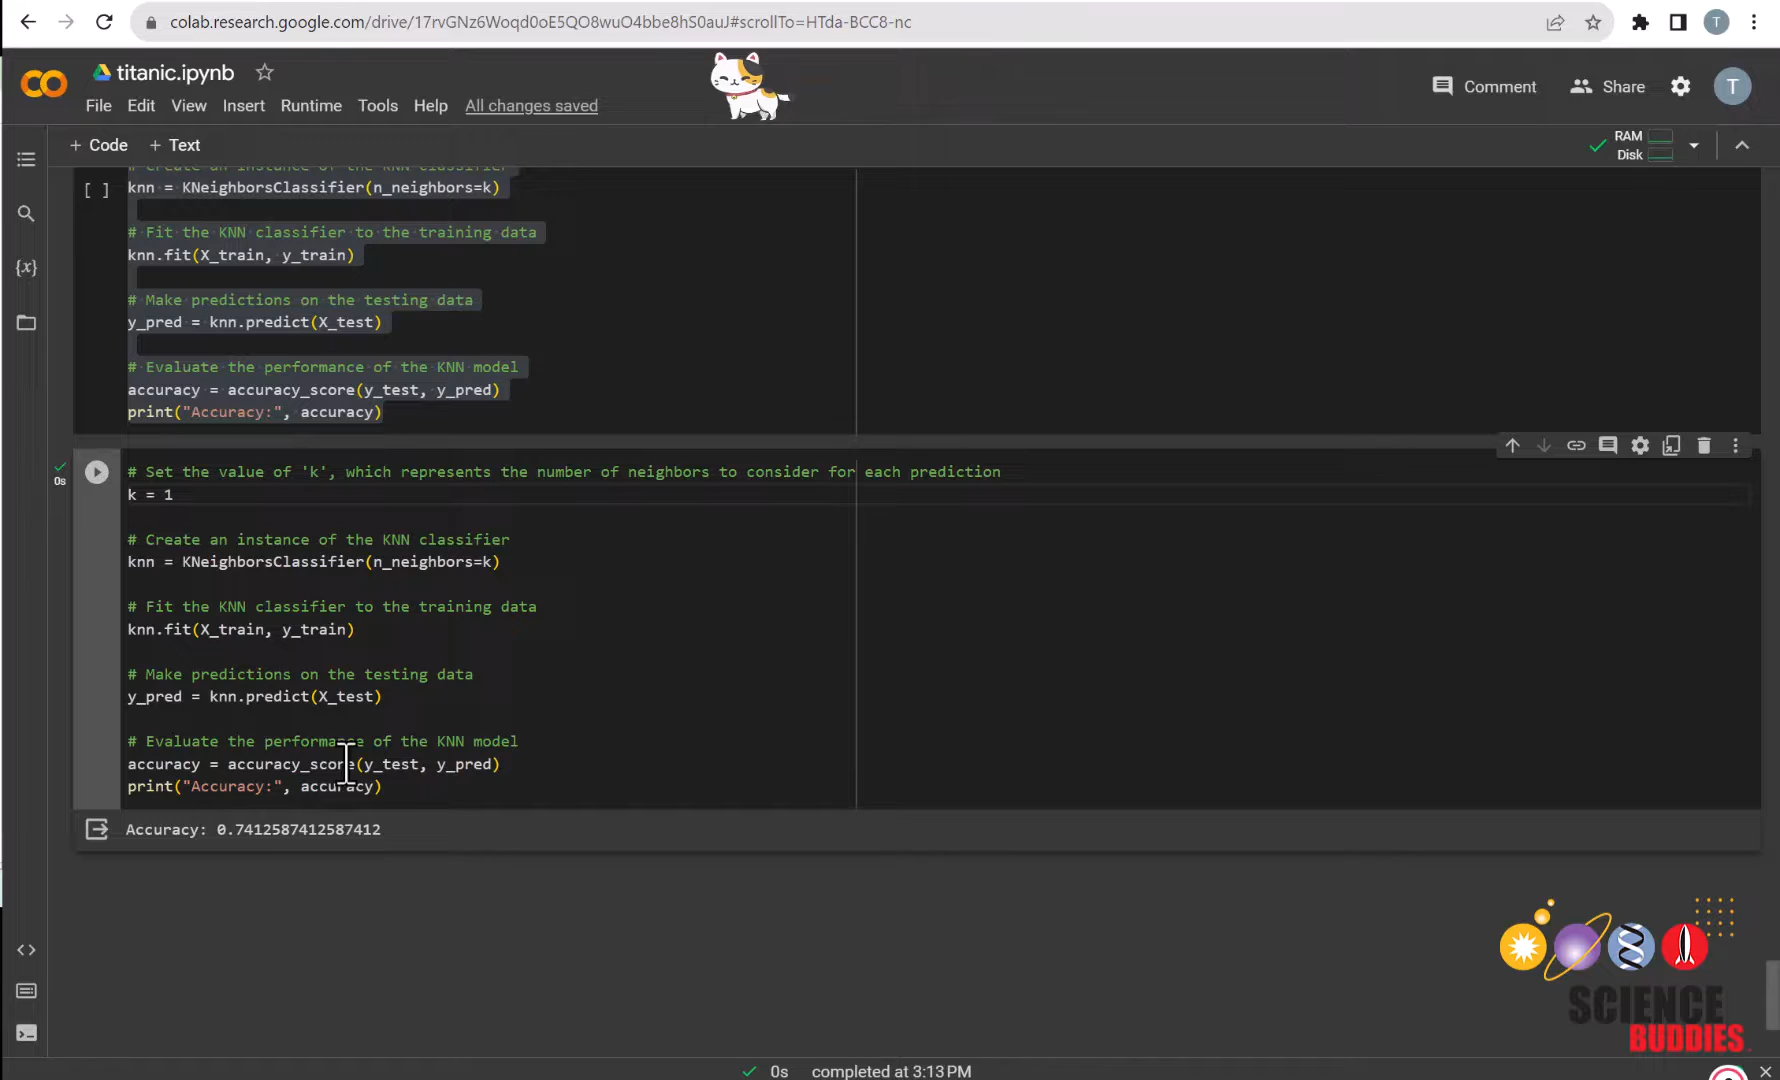 colab.research.google.com/drive/17rvGNz6Woqd0oE5QO8wuO4bbe8hS0auJ#scrollTo=HTda-BCC8-nc
T
titanic.ipynb
File Edit View Insert Runtime Tools Help All changes saved
Comment Share T
+ Code + Text
RAM
Disk
# Create an instance of the KNN classifier
[ ] knn = KNeighborsClassifier(n_neighbors=k)
# Fit the KNN classifier to the training data
knn.fit(X_train, y_train)
# Make predictions on the testing data
y_pred = knn.predict(X_test)
# Evaluate the performance of the KNN model
accuracy = accuracy_score(y_test, y_pred)
print("Accuracy:", accuracy)
0s
# Set the value of 'k', which represents the number of neighbors to consider for each prediction
k = 1
# Create an instance of the KNN classifier
knn = KNeighborsClassifier(n_neighbors=k)
# Fit the KNN classifier to the training data
knn.fit(X_train, y_train)
# Make predictions on the testing data
y_pred = knn.predict(X_test)
# Evaluate the performance of the KNN model
accuracy = accuracy_score(y_test, y_pred)
print("Accuracy:", accuracy)
Accuracy: 0.7412587412587412
SCIENCE
BUDDIES
0s completed at 3:13 PM